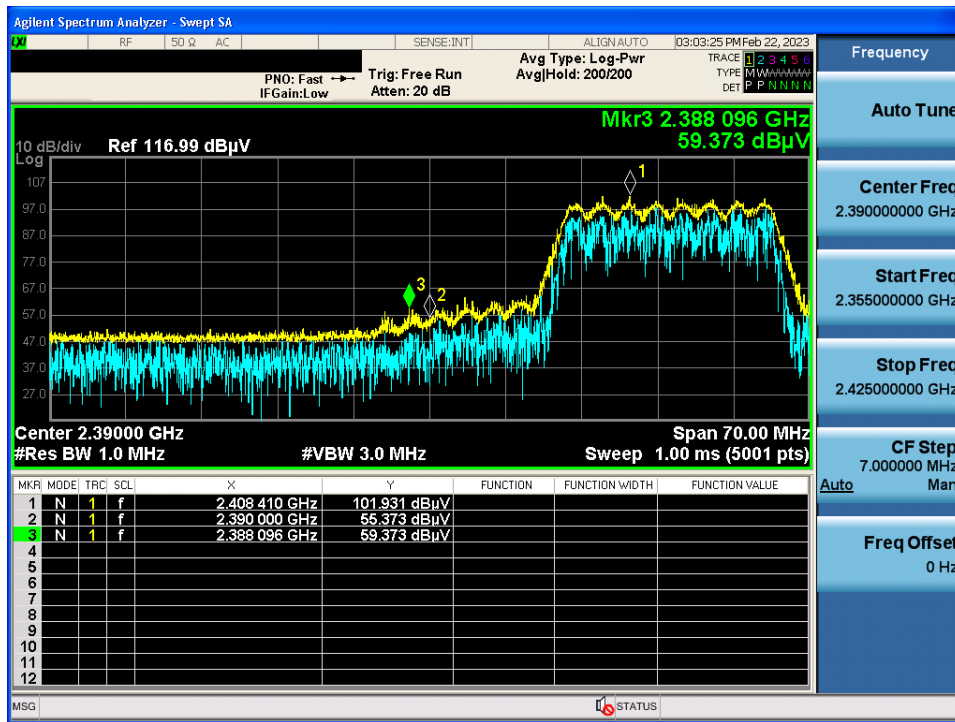 Agilent Spectrum Analyzer - Swept SA
LXI RF 50 Ω AC SENSE:INT ALIGNAUTO 03:03:25 PM Feb 22, 2023
PNO: Fast Trig: Free Run Avg Type: Log-Pwr TRACE 1 2 3 4 5 6
IFGain:Low Atten: 20 dB Avg|Hold: 200/200 TYPE M W
DET P P N N N N
Mkr3 2.388 096 GHz
59.373 dBµV
10 dB/div Ref 116.99 dBµV
Log
107
97.0
87.0
77.0
67.0
57.0
47.0
37.0
27.0
1
3
2
Center 2.39000 GHz Span 70.00 MHz
#Res BW 1.0 MHz #VBW 3.0 MHz Sweep 1.00 ms (5001 pts)
MKR MODE TRC SCL X Y FUNCTION FUNCTION WIDTH FUNCTION VALUE
1 N 1 f 2.408 410 GHz 101.931 dBµV
2 N 1 f 2.390 000 GHz 55.373 dBµV
3 N 1 f 2.388 096 GHz 59.373 dBµV
4
5
6
7
8
9
10
11
12
MSG STATUS
Frequency
Auto Tune
Center Freq
2.390000000 GHz
Start Freq
2.355000000 GHz
Stop Freq
2.425000000 GHz
CF Step
7.000000 MHz
Auto Man
Freq Offset
0 Hz